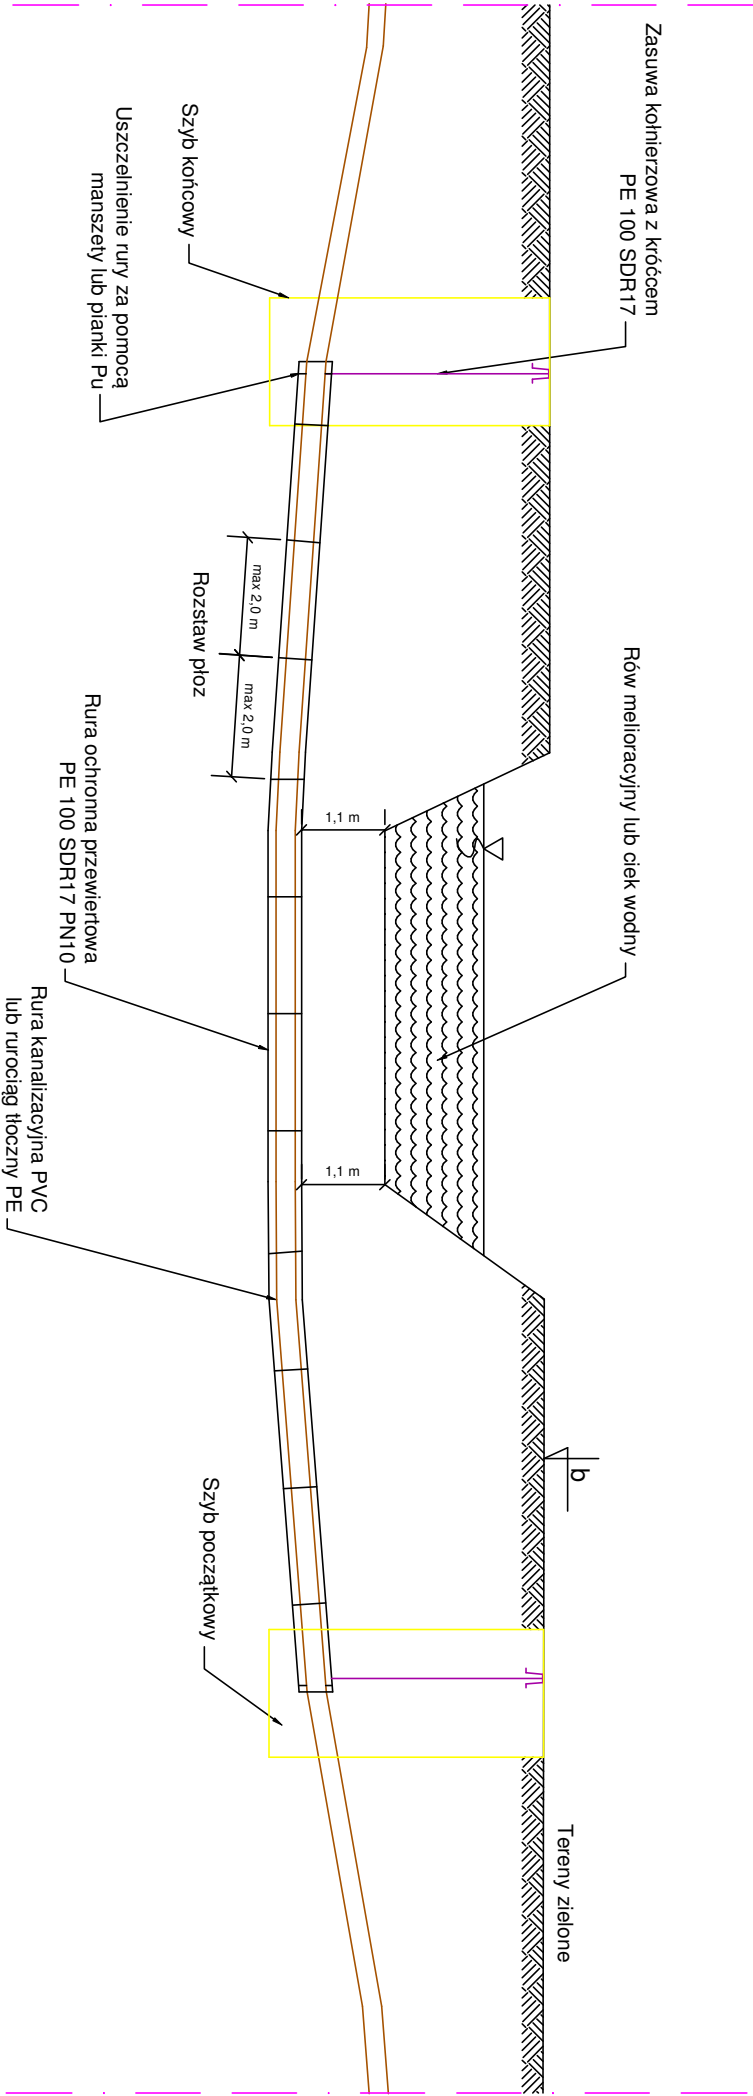 Zasuwa kołnierzowa z króćcem
PE 100 SDR17
Rów melioracyjny lub ciek wodny
b
Tereny zielone
Szyb końcowy
Uszczelnienie rury za pomocą
manszety lub pianki Pu
max 2,0 m
max 2,0 m
Rozstaw płoz
1,1 m
1,1 m
Rura ochronna przewiertowa
PE 100 SDR17 PN10
Rura kanalizacyjna PVC
lub rurociąg tłoczny PE
Szyb początkowy